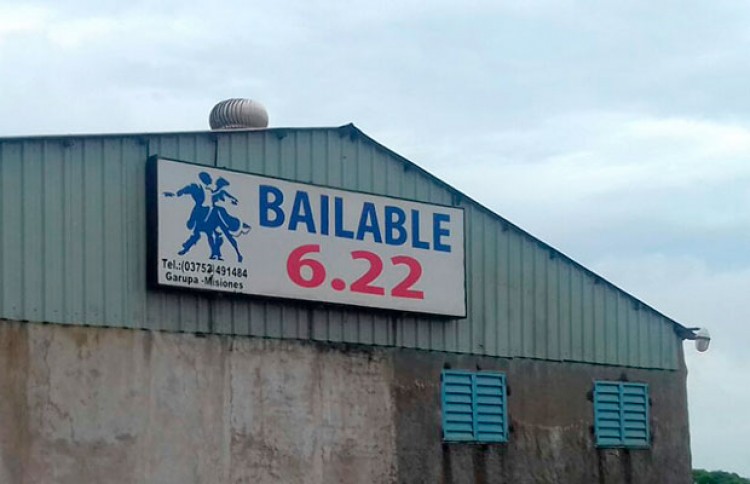 BAILABLE
6.22
Tel.:(03752)491484
Garupa -Misiones